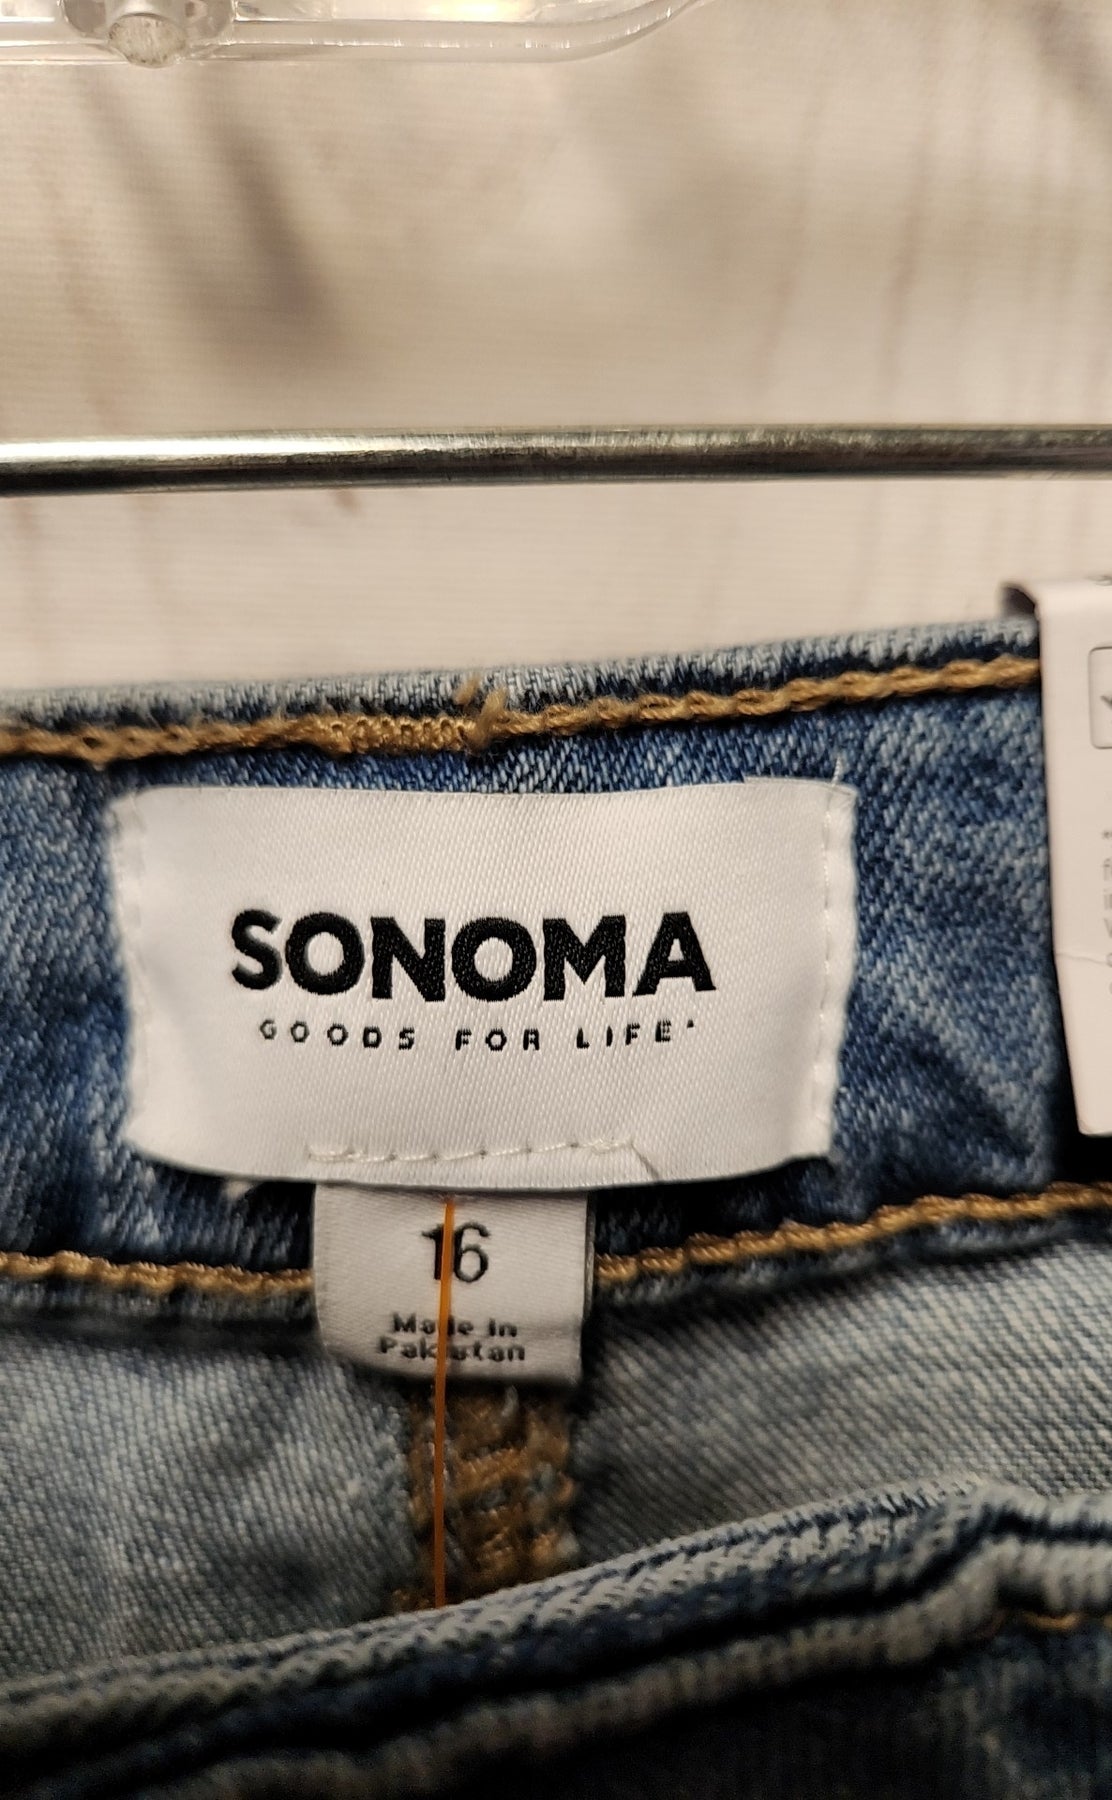 SONOMA
GOODS FOR LIFE
16
Made in
Pakistan